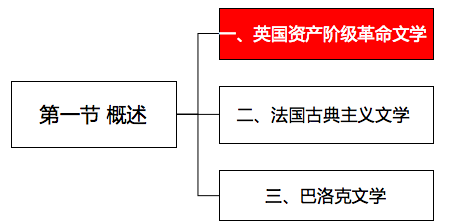 第一节 概述
一、英国资产阶级革命文学
二、法国古典主义文学
三、巴洛克文学